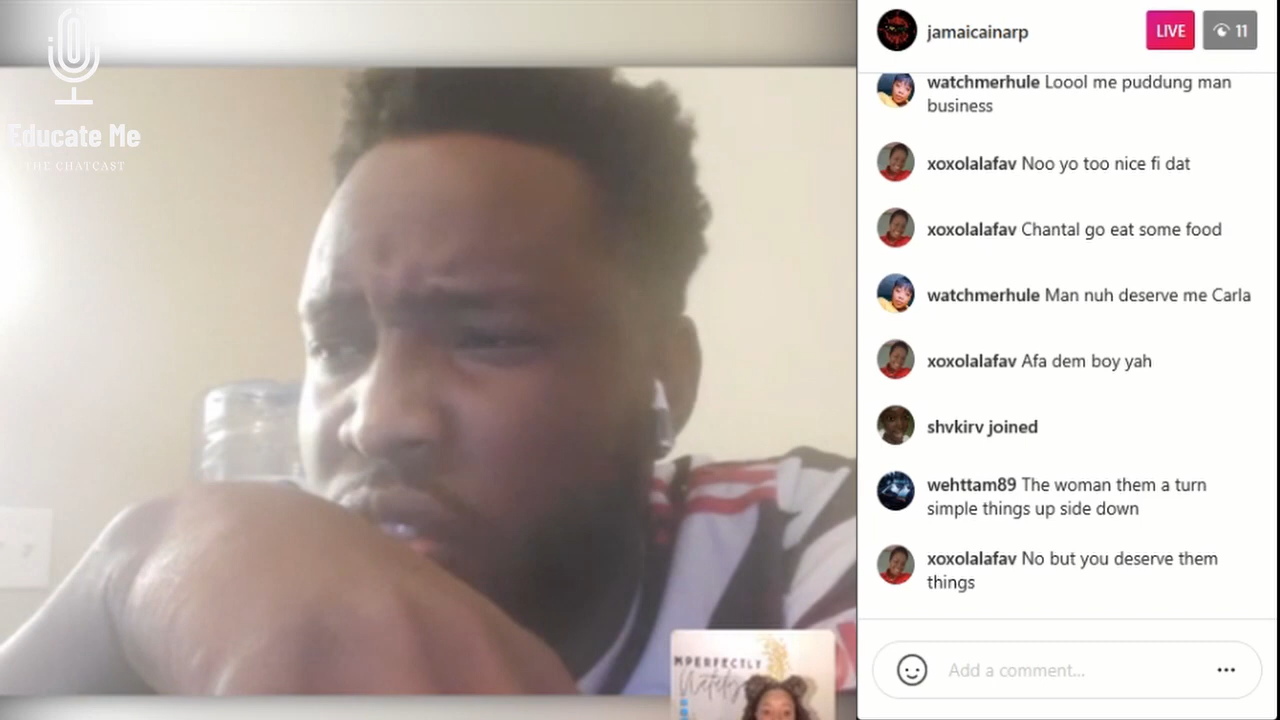 Educate Me
THE CHATCAST
MPERFECTLY
jamaicainarp
LIVE
11
watchmerhule Loool me puddung man
business
xoxolalafav Noo yo too nice fi dat
xoxolalafav Chantal go eat some food
watchmerhule Man nuh deserve me Carla
xoxolalafav Afa dem boy yah
shvkirv joined
wehttam89 The woman them a turn
simple things up side down
xoxolalafav No but you deserve them
things
Add a comment...